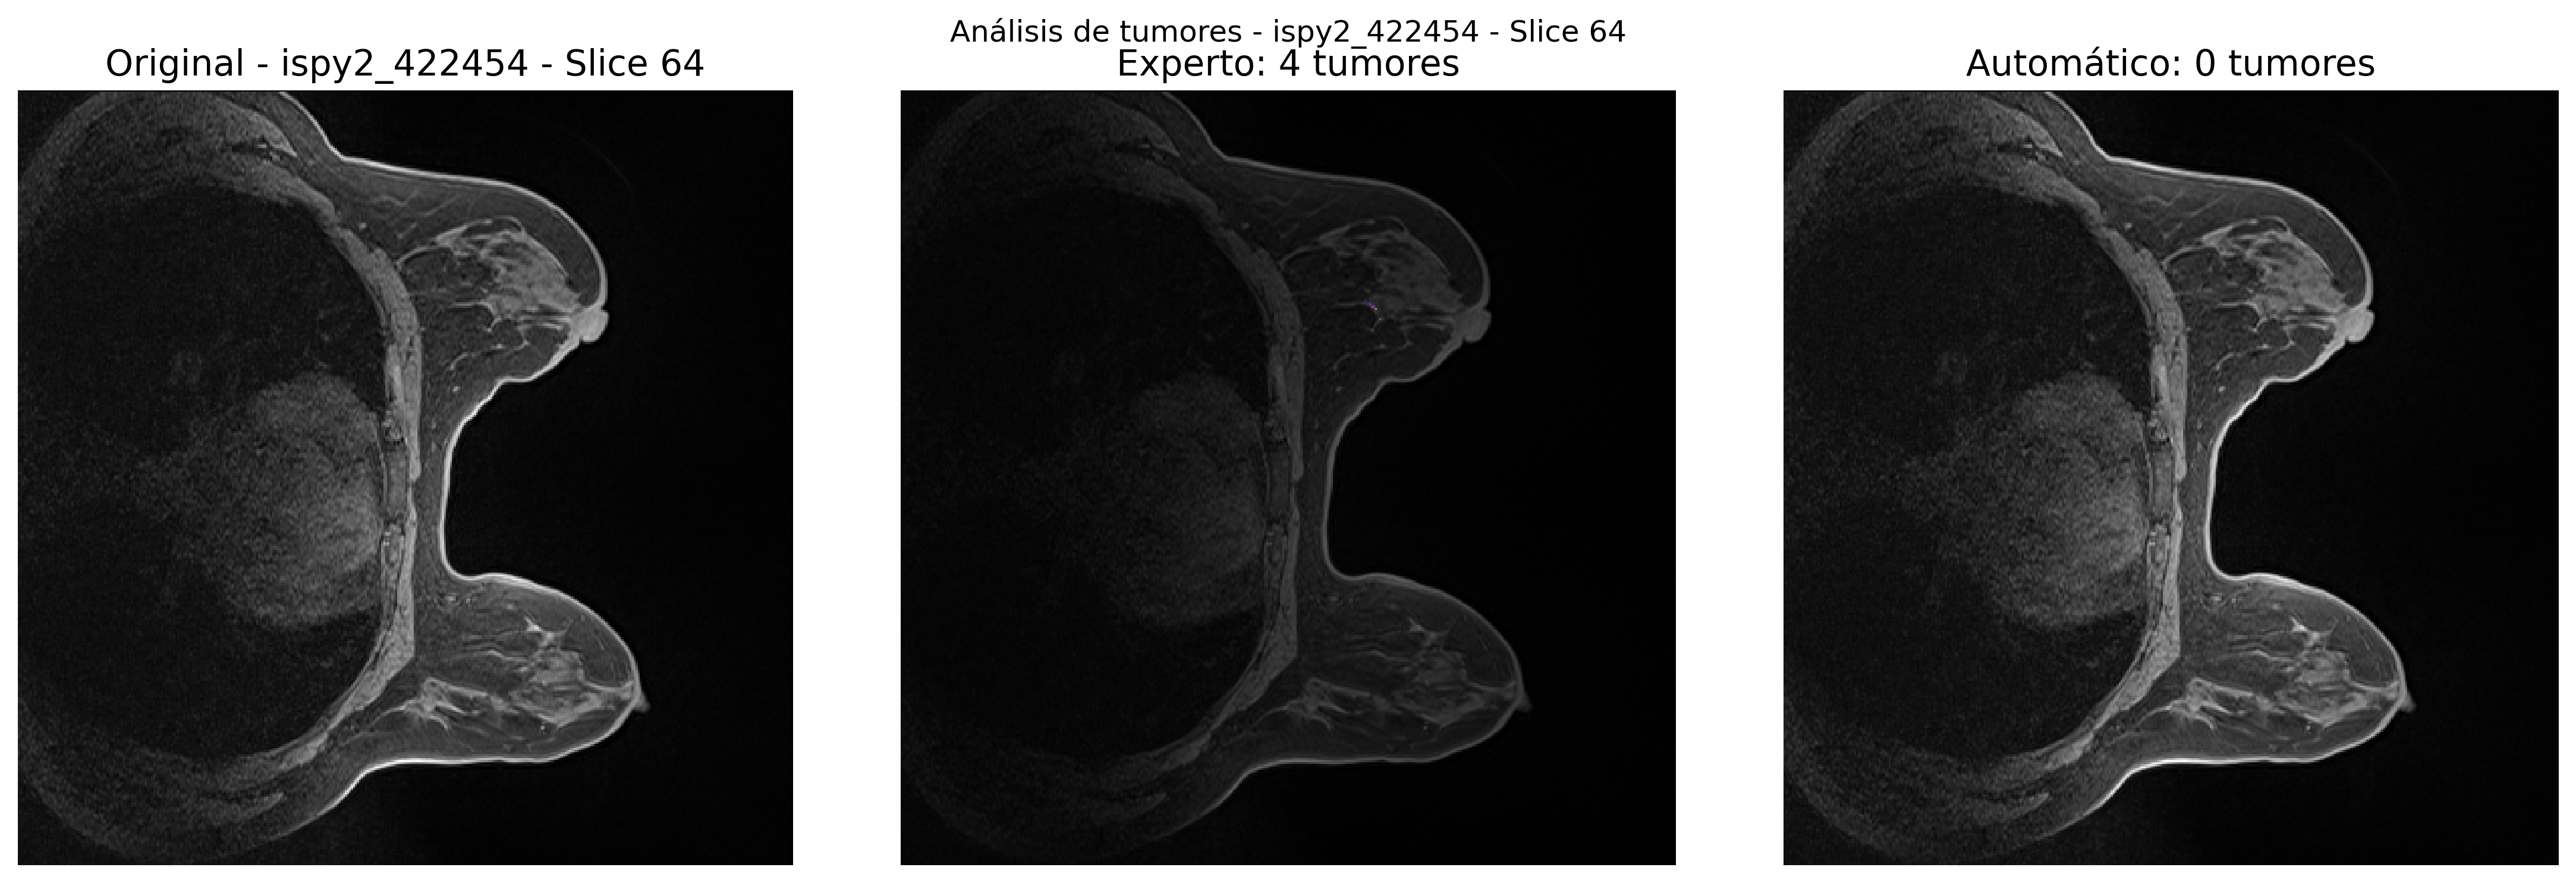 Análisis de tumores - ispy2_422454 - Slice 64
Original - ispy2_422454 - Slice 64
Experto: 4 tumores
Automático: 0 tumores